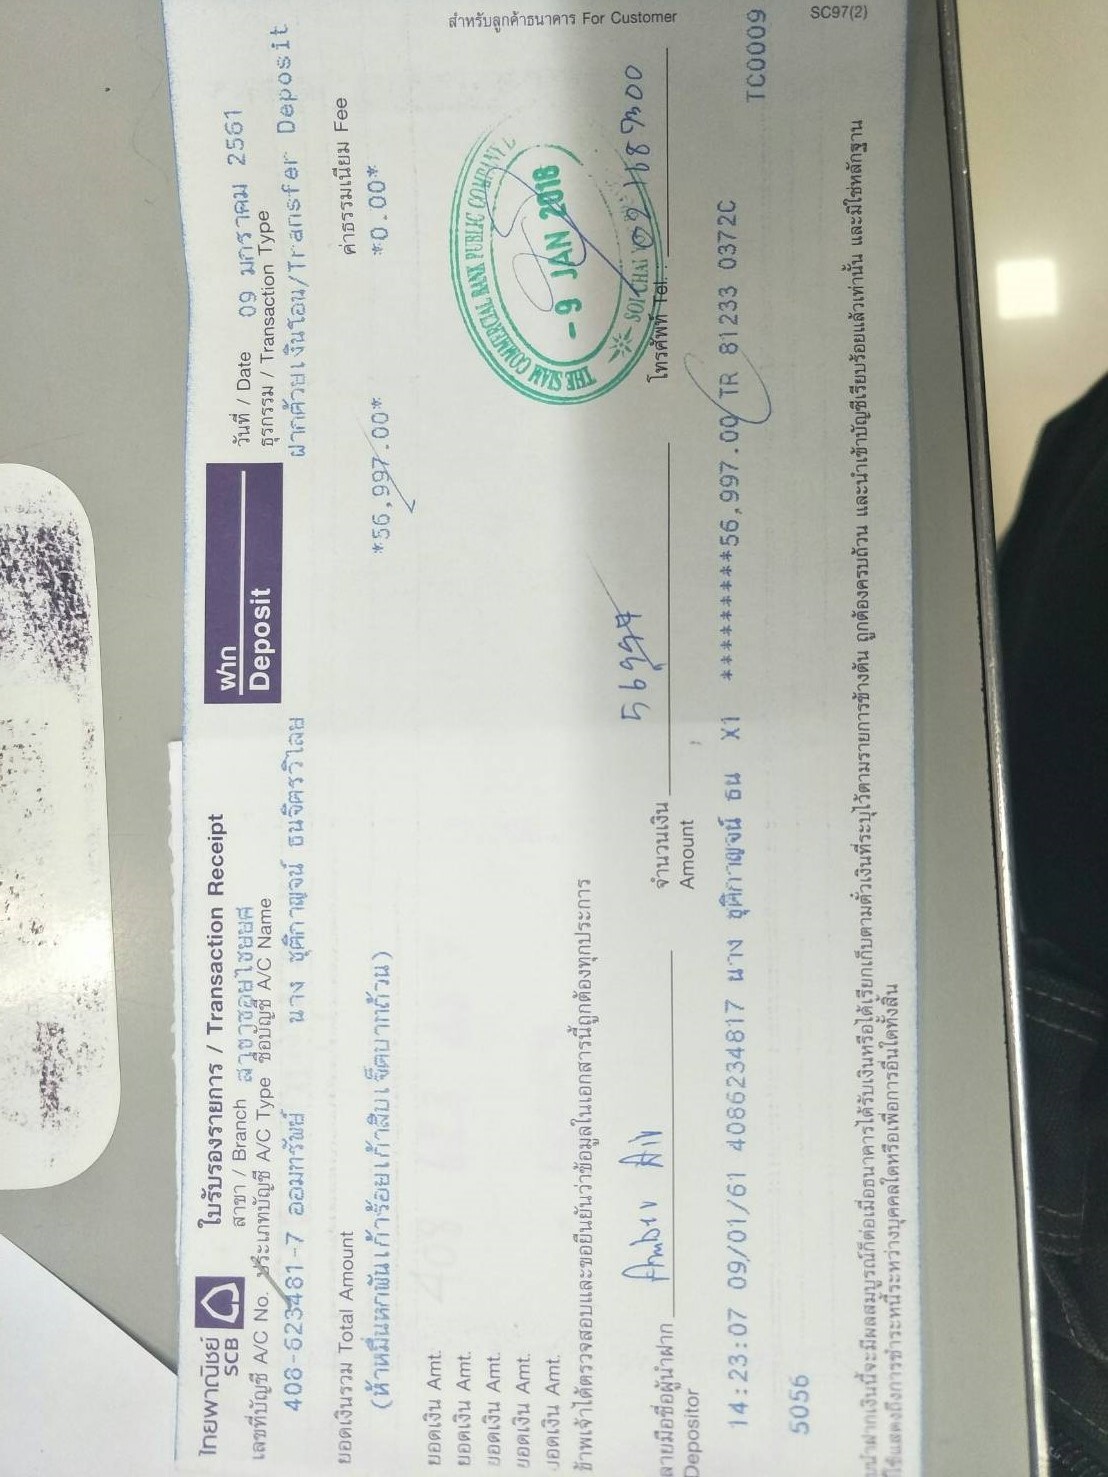 ไทยพาณิชย์
SCB
ใบรับรองรายการ / Transaction Receipt
ฝาก
Deposit
สำหรับลูกค้าธนาคาร For Customer
SC97(2)
สาขา / Branch สาขาซอยไชยยศ
วันที่ / Date 09 มกราคม 2561
เลขที่บัญชี A/C No. ประเภทบัญชี A/C Type ชื่อบัญชี A/C Name
ธุรกรรม / Transaction Type
408-623481-7 ออมทรัพย์ นาง ชุติกาญจน์ ธนจิตรวิไลย
ฝากด้วยเงินโอน/Transfer Deposit
ยอดเงินรวม Total Amount
ค่าธรรมเนียม Fee
(ห้าหมื่นหกพันเก้าร้อยเก้าสิบเจ็ดบาทถ้วน)
*56,997.00*
*0.00*
ยอดเงิน Amt.
ยอดเงิน Amt.
ยอดเงิน Amt.
ยอดเงิน Amt.
ยอดเงิน Amt.
THE SIAM COMMERCIAL BANK PUBLIC COMPANY
- 9 JAN 2018
SOI CHAI
ข้าพเจ้าได้ตรวจสอบและขอยืนยันว่าข้อมูลในเอกสารนี้ถูกต้องทุกประการ
ลายมือชื่อผู้นำฝาก
Depositor
จำนวนเงิน 56997
Amount
โทรศัพท์ Tel.
14:23:07 09/01/61 4086234817 นาง ชุติกาญจน์ ธน X1 **********56,997.00 TR 81233 0372C
TC0009
5056
นำฝากเงินนี้จะมีผลสมบูรณ์ก็ต่อเมื่อธนาคารได้รับเงินหรือได้เรียกเก็บตามตั๋วเงินที่ระบุไว้ตามรายการข้างต้น ถูกต้องครบถ้วน และนำเข้าบัญชีเรียบร้อยแล้วเท่านั้น และมิใช่หลักฐาน
ใช้แสดงถึงการชำระหนี้ระหว่างบุคคลใดหรือเพื่อการอื่นใดทั้งสิ้น